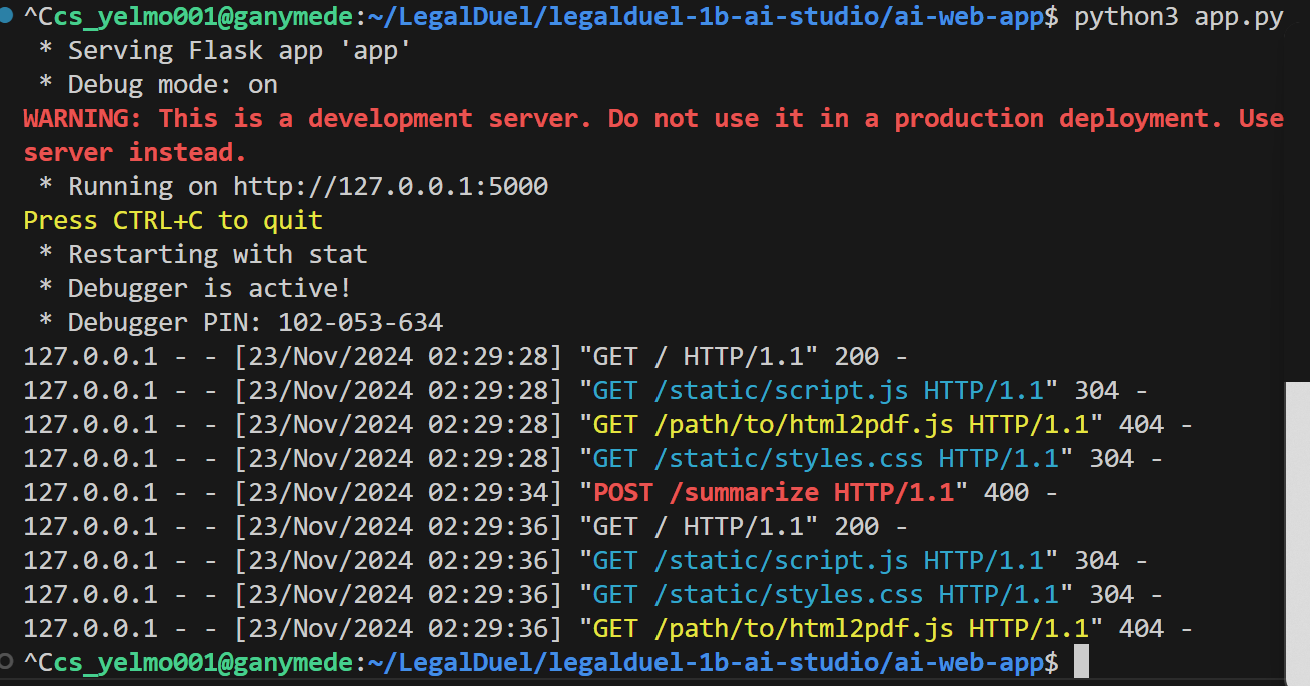 ^Ccs_yelmo001@ganymede:~/LegalDuel/legalduel-1b-ai-studio/ai-web-app$ python3 app.py
 * Serving Flask app 'app'
 * Debug mode: on
WARNING: This is a development server. Do not use it in a production deployment. Use
server instead.
 * Running on http://127.0.0.1:5000
Press CTRL+C to quit
 * Restarting with stat
 * Debugger is active!
 * Debugger PIN: 102-053-634
127.0.0.1 - - [23/Nov/2024 02:29:28] "GET / HTTP/1.1" 200 -
127.0.0.1 - - [23/Nov/2024 02:29:28] "GET /static/script.js HTTP/1.1" 304 -
127.0.0.1 - - [23/Nov/2024 02:29:28] "GET /path/to/html2pdf.js HTTP/1.1" 404 -
127.0.0.1 - - [23/Nov/2024 02:29:28] "GET /static/styles.css HTTP/1.1" 304 -
127.0.0.1 - - [23/Nov/2024 02:29:34] "POST /summarize HTTP/1.1" 400 -
127.0.0.1 - - [23/Nov/2024 02:29:36] "GET / HTTP/1.1" 200 -
127.0.0.1 - - [23/Nov/2024 02:29:36] "GET /static/script.js HTTP/1.1" 304 -
127.0.0.1 - - [23/Nov/2024 02:29:36] "GET /static/styles.css HTTP/1.1" 304 -
127.0.0.1 - - [23/Nov/2024 02:29:36] "GET /path/to/html2pdf.js HTTP/1.1" 404 -
^Ccs_yelmo001@ganymede:~/LegalDuel/legalduel-1b-ai-studio/ai-web-app$